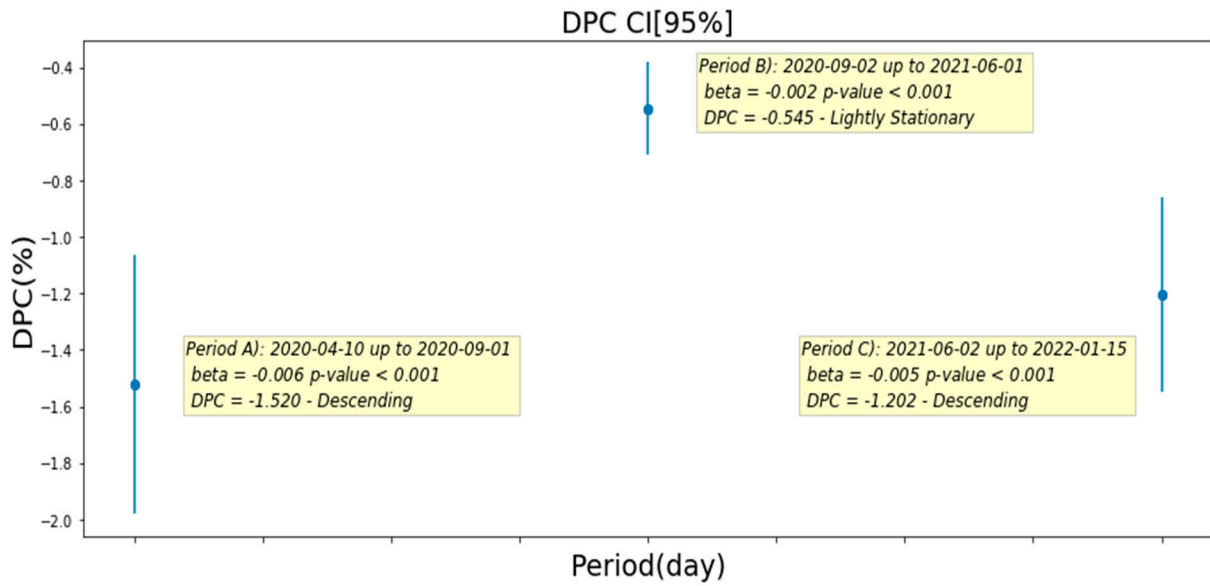 DPC CI[95%]
DPC(%)
−0.4
−0.6
−0.8
−1.0
−1.2
−1.4
−1.6
−1.8
−2.0
Period B): 2020-09-02 up to 2021-06-01
beta = -0.002 p-value < 0.001
DPC = -0.545 - Lightly Stationary
Period A): 2020-04-10 up to 2020-09-01
beta = -0.006 p-value < 0.001
DPC = -1.520 - Descending
Period C): 2021-06-02 up to 2022-01-15
beta = -0.005 p-value < 0.001
DPC = -1.202 - Descending
Period(day)